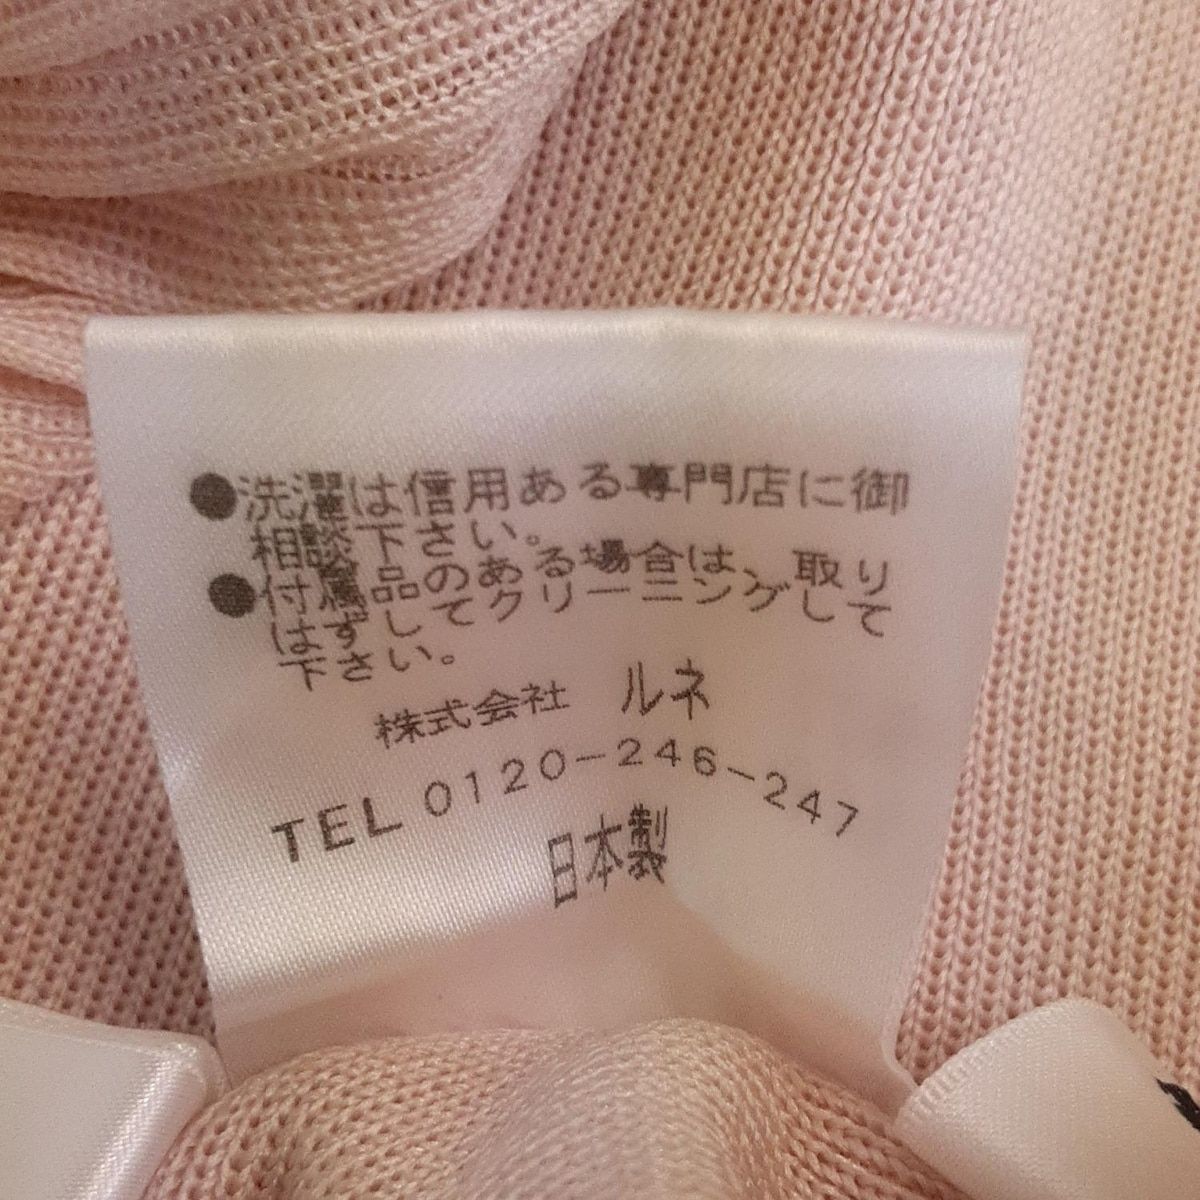 ●洗濯は信用ある専門店に御
相談下さい。
●付属品のある場合は、取り
はずしてクリーニングして
下さい。
株式会社 ルネ
TEL 0120-246-247
日本製